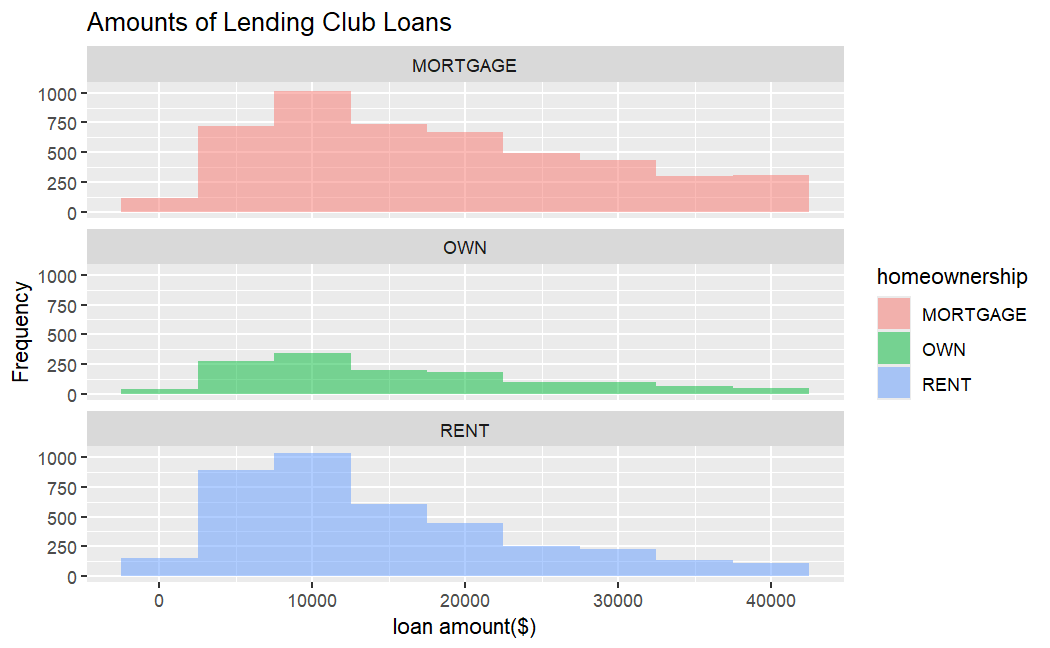 Amounts of Lending Club Loans
MORTGAGE
1000
750
500
250
0
OWN
1000
750
500
250
0
RENT
1000
750
500
250
0
0 10000 20000 30000 40000
loan amount($)
Frequency
homeownership
MORTGAGE
OWN
RENT